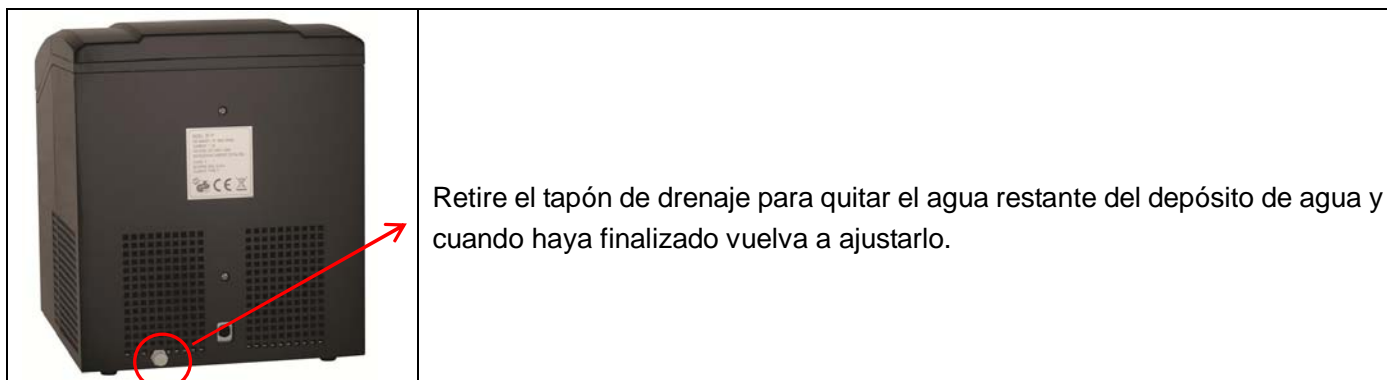 Retire el tapón de drenaje para quitar el agua restante del depósito de agua y
cuando haya finalizado vuelva a ajustarlo.